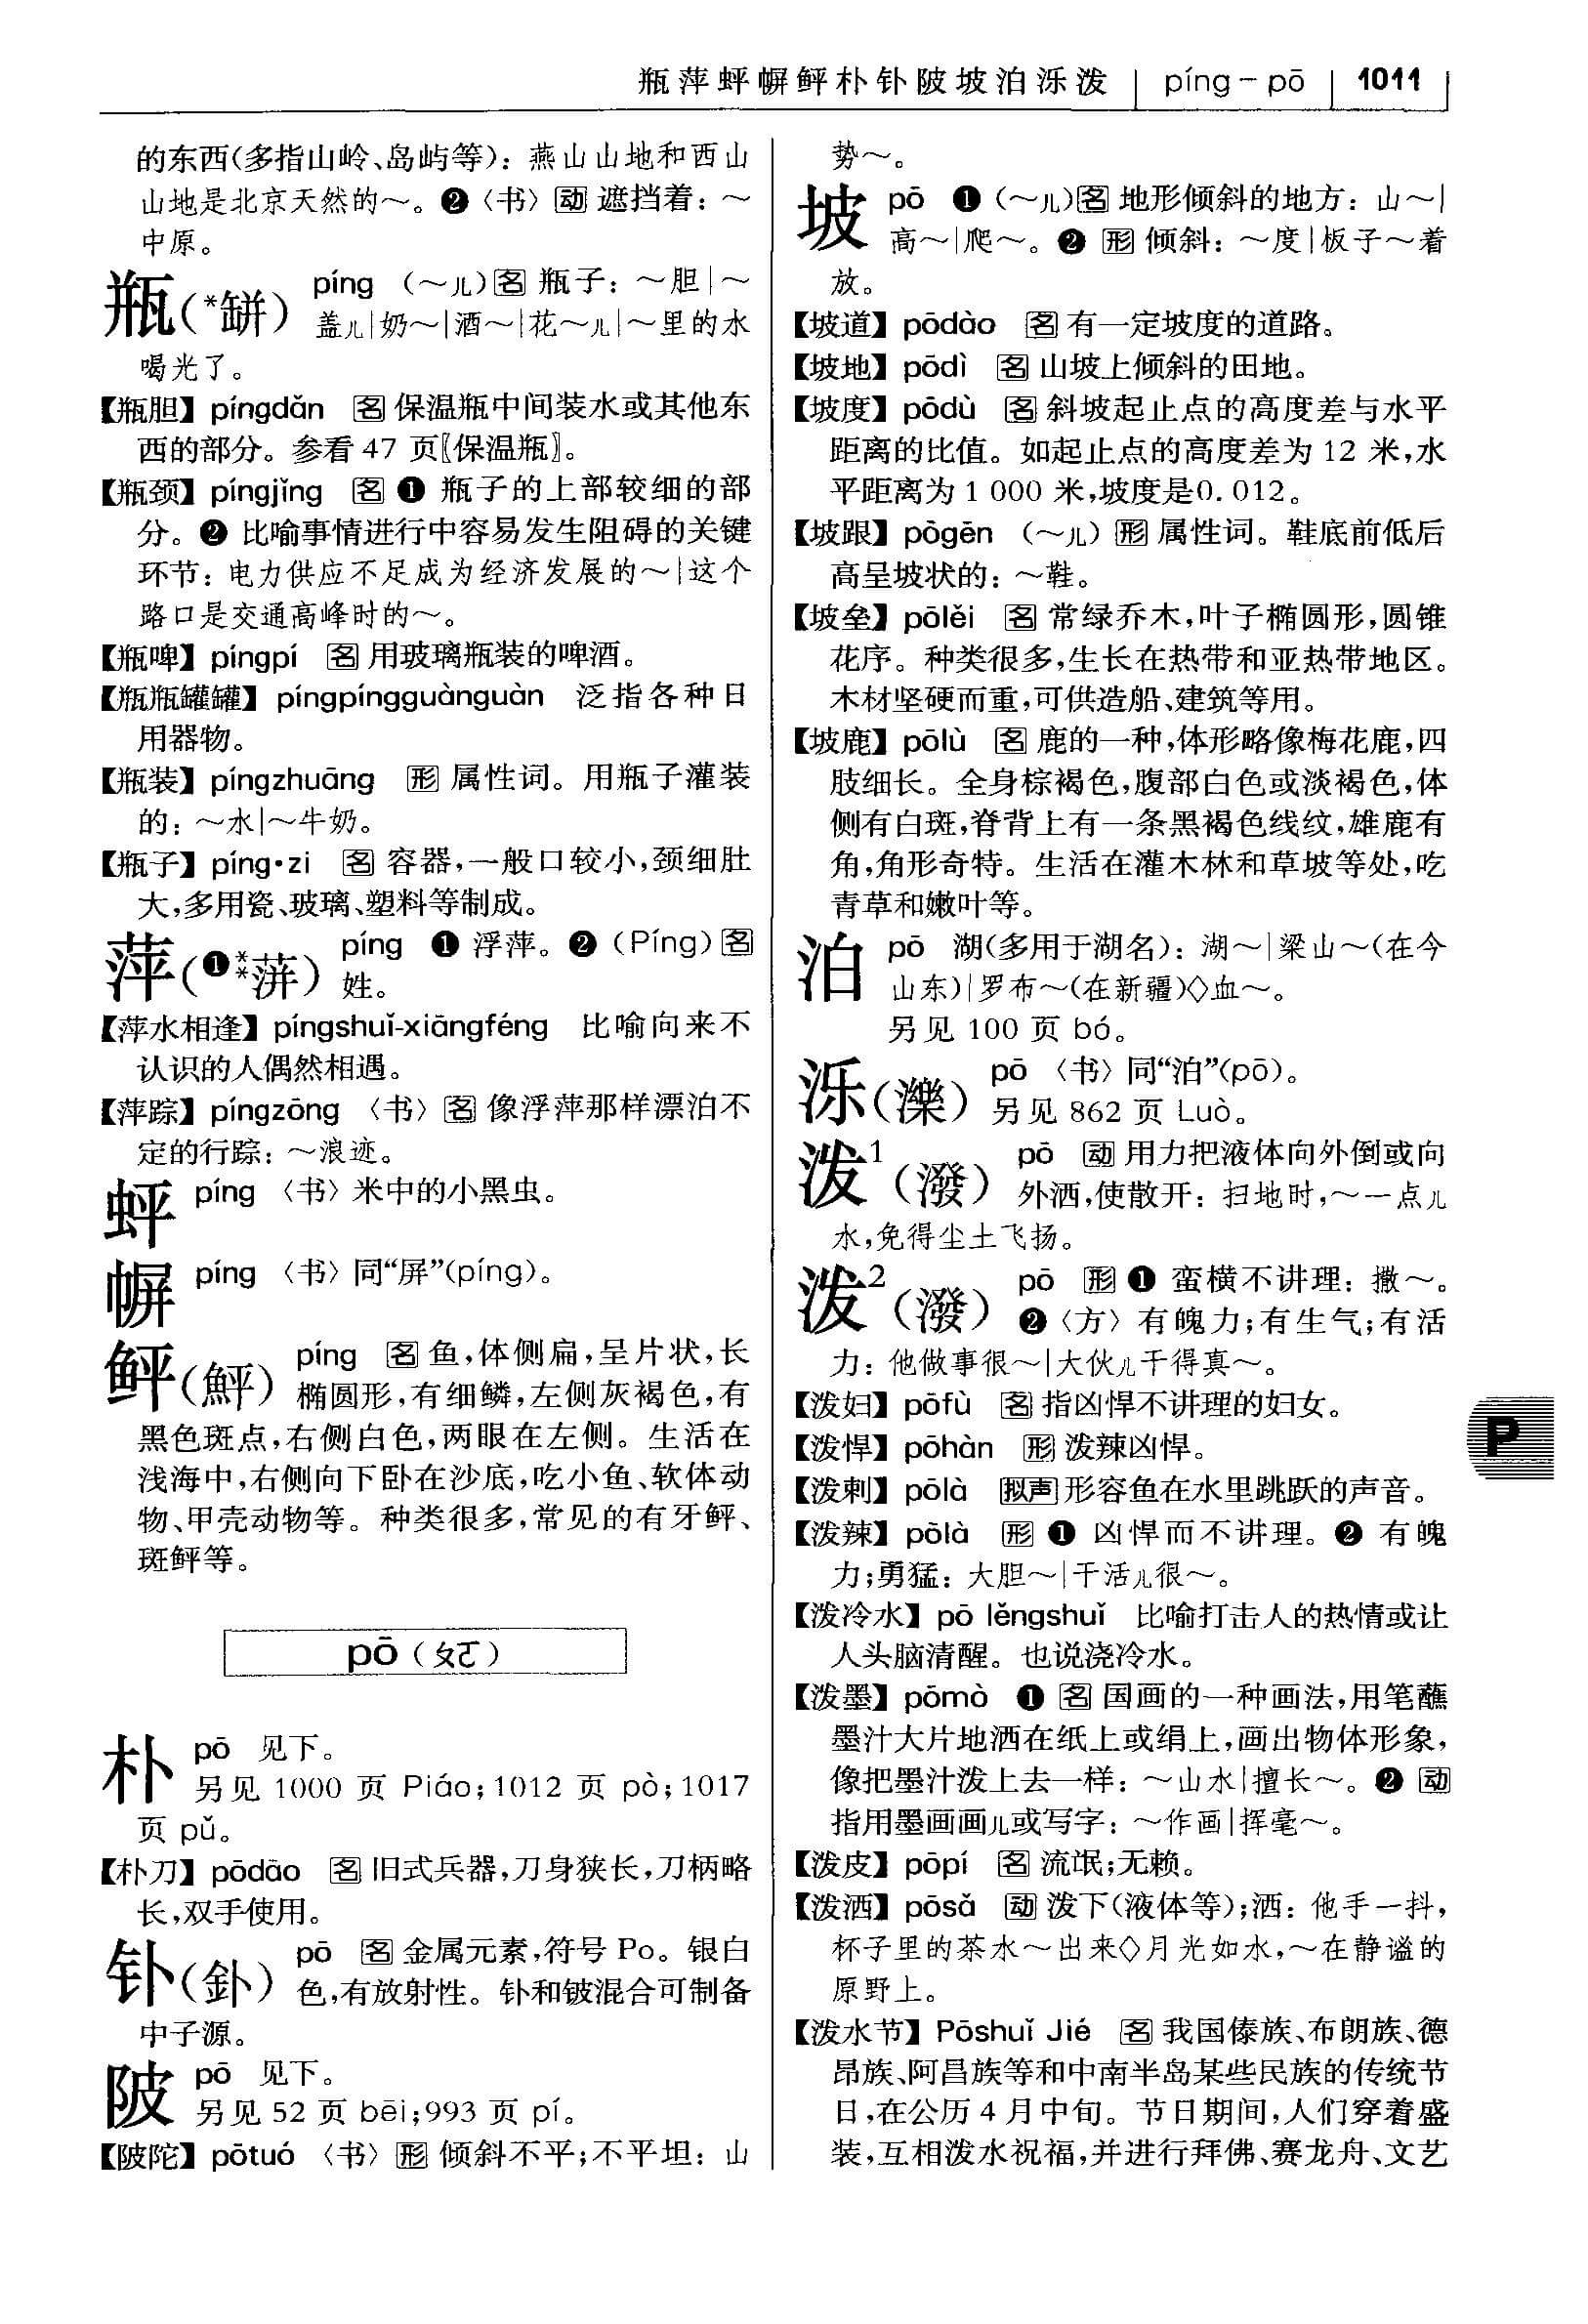 瓶萍蚲帲鲆朴钋陂坡泊泺泼 píng-pō 1011
的东西(多指山岭、岛屿等)：燕山山地和西山
山地是北京天然的～。❷〈书〉[动]遮挡着：～
中原。
瓶(*缾) píng (～儿)[名]瓶子：～胆|～
盖儿|奶～|酒～|花～儿|～里的水
喝光了。
【瓶胆】píngdǎn [名]保温瓶中间装水或其他东
西的部分。参看 47 页〖保温瓶〗。
【瓶颈】píngjǐng [名]❶ 瓶子的上部较细的部
分。❷ 比喻事情进行中容易发生阻碍的关键
环节：电力供应不足成为经济发展的～|这个
路口是交通高峰时的～。
【瓶啤】píngpí [名]用玻璃瓶装的啤酒。
【瓶瓶罐罐】píngpíngguànguàn 泛指各种日
用器物。
【瓶装】píngzhuāng [形]属性词。用瓶子灌装
的：～水|～牛奶。
【瓶子】píng·zi [名]容器,一般口较小,颈细肚
大,多用瓷、玻璃、塑料等制成。
萍(❶**蓱) píng ❶ 浮萍。❷(Píng)[名]
姓。
【萍水相逢】píngshuǐ-xiāngféng 比喻向来不
认识的人偶然相遇。
【萍踪】píngzōng〈书〉[名]像浮萍那样漂泊不
定的行踪：～浪迹。
蚲 píng〈书〉米中的小黑虫。
帲 píng〈书〉同“屏”(píng)。
鲆(鮃) píng [名]鱼,体侧扁,呈片状,长
椭圆形,有细鳞,左侧灰褐色,有
黑色斑点,右侧白色,两眼在左侧。生活在
浅海中,右侧向下卧在沙底,吃小鱼、软体动
物、甲壳动物等。种类很多,常见的有牙鲆、
斑鲆等。
pō(ㄆㄛ)
朴 pō 见下。
另见 1000 页 Piáo;1012 页 pò;1017
页 pǔ。
【朴刀】pōdāo [名]旧式兵器,刀身狭长,刀柄略
长,双手使用。
钋(釙) pō [名]金属元素,符号 Po。银白
色,有放射性。钋和铍混合可制备
中子源。
陂 pō 见下。
另见 52 页 bēi;993 页 pí。
【陂陀】pōtuó〈书〉[形]倾斜不平;不平坦：山
势～。
坡 pō ❶(～儿)[名]地形倾斜的地方：山～|
高～|爬～。❷ [形]倾斜：～度|板子～着
放。
【坡道】pōdào [名]有一定坡度的道路。
【坡地】pōdì [名]山坡上倾斜的田地。
【坡度】pōdù [名]斜坡起止点的高度差与水平
距离的比值。如起止点的高度差为 12 米,水
平距离为 1 000 米,坡度是0.012。
【坡跟】pōgēn (～儿)[形]属性词。鞋底前低后
高呈坡状的：～鞋。
【坡垒】pōlěi [名]常绿乔木,叶子椭圆形,圆锥
花序。种类很多,生长在热带和亚热带地区。
木材坚硬而重,可供造船、建筑等用。
【坡鹿】pōlù [名]鹿的一种,体形略像梅花鹿,四
肢细长。全身棕褐色,腹部白色或淡褐色,体
侧有白斑,脊背上有一条黑褐色线纹,雄鹿有
角,角形奇特。生活在灌木林和草坡等处,吃
青草和嫩叶等。
泊 pō 湖(多用于湖名)：湖～|梁山～(在今
山东)|罗布～(在新疆)◇血～。
另见 100 页 bó。
泺(濼) pō〈书〉同“泊”(pō)。
另见 862 页 Luò。
泼1(潑) pō [动]用力把液体向外倒或向
外洒,使散开：扫地时,～一点儿
水,免得尘土飞扬。
泼2(潑) pō [形]❶ 蛮横不讲理：撒～。
❷〈方〉有魄力;有生气;有活
力：他做事很～|大伙儿干得真～。
【泼妇】pōfù [名]指凶悍不讲理的妇女。
【泼悍】pōhàn [形]泼辣凶悍。
【泼剌】pōlà [拟声]形容鱼在水里跳跃的声音。
【泼辣】pōlà [形]❶ 凶悍而不讲理。❷ 有魄
力;勇猛：大胆～|干活儿很～。
【泼冷水】pō lěngshuǐ 比喻打击人的热情或让
人头脑清醒。也说浇冷水。
【泼墨】pōmò ❶ [名]国画的一种画法,用笔蘸
墨汁大片地洒在纸上或绢上,画出物体形象,
像把墨汁泼上去一样：～山水|擅长～。❷ [动]
指用墨画画儿或写字：～作画|挥毫～。
【泼皮】pōpí [名]流氓;无赖。
【泼洒】pōsǎ [动]泼下(液体等);洒：他手一抖,
杯子里的茶水～出来◇月光如水,～在静谧的
原野上。
【泼水节】Pōshuǐ Jié [名]我国傣族、布朗族、德
昂族、阿昌族等和中南半岛某些民族的传统节
日,在公历 4 月中旬。节日期间,人们穿着盛
装,互相泼水祝福,并进行拜佛、赛龙舟、文艺
P